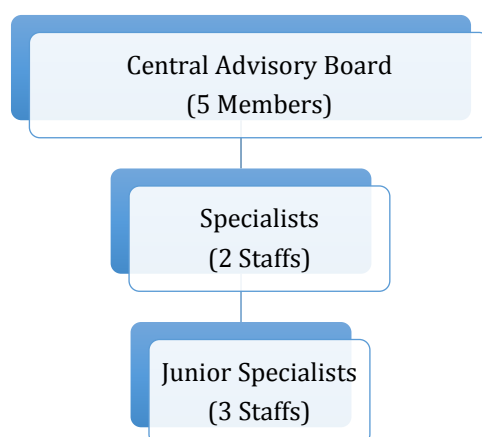 Central Advisory Board
(5 Members)
Specialists
(2 Staffs)
Junior Specialists
(3 Staffs)